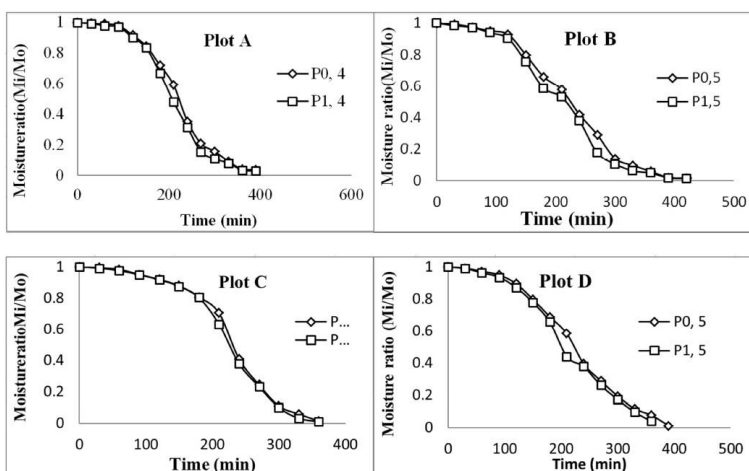 Plot A
Moistureratio(Mi/Mo)
1
0.8
0.6
0.4
0.2
0
0 200 400 600
Time (min)
P0, 4
P1, 4
Plot B
Moisture ratio(Mi/Mo)
1
0.8
0.6
0.4
0.2
0
0 100 200 300 400 500
Time (min)
P0,5
P1,5
Plot C
MoistureratioMi/Mo)
1
0.8
0.6
0.4
0.2
0
0 100 200 300 400
Time (min)
P...
P...
Plot D
Moisture ratio (Mi/Mo)
1
0.8
0.6
0.4
0.2
0
0 100 200 300 400 500
Time (min)
P0, 5
P1, 5